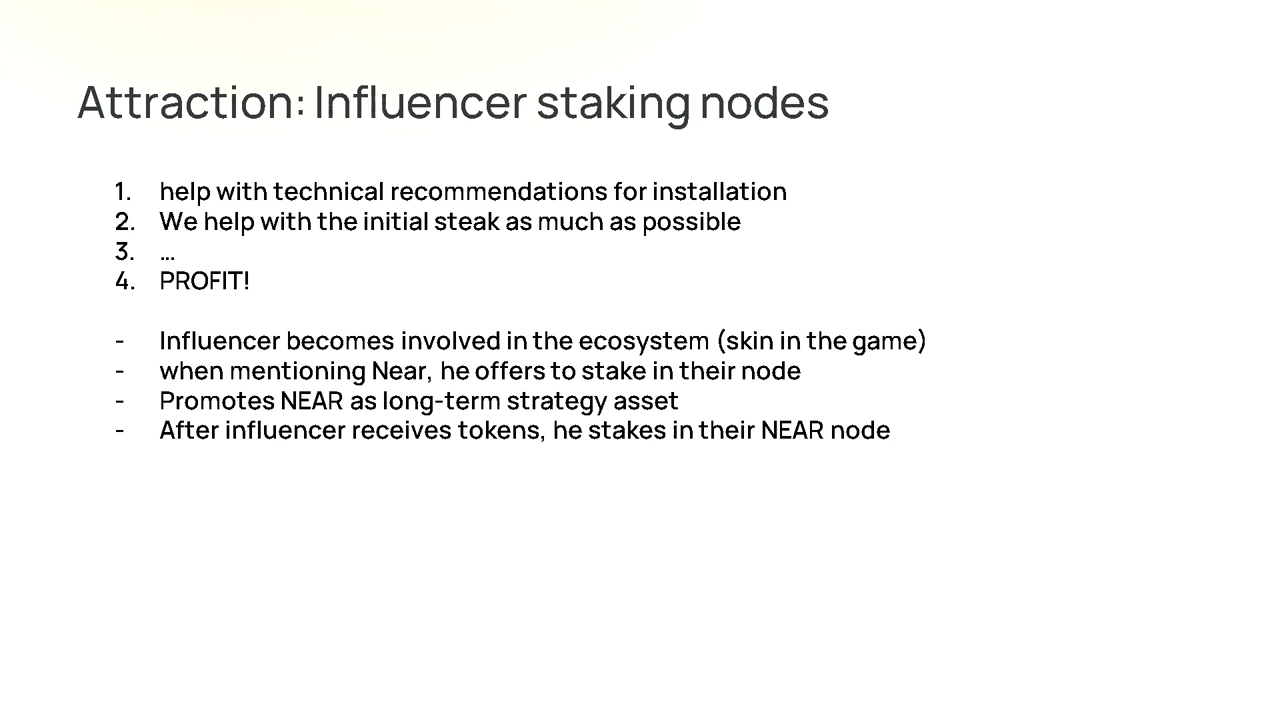 Attraction: Influencer staking nodes
1. help with technical recommendations for installation
2. We help with the initial steak as much as possible
3. ...
4. PROFIT!
- Influencer becomes involved in the ecosystem (skin in the game)
- when mentioning Near, he offers to stake in their node
- Promotes NEAR as long-term strategy asset
- After influencer receives tokens, he stakes in their NEAR node